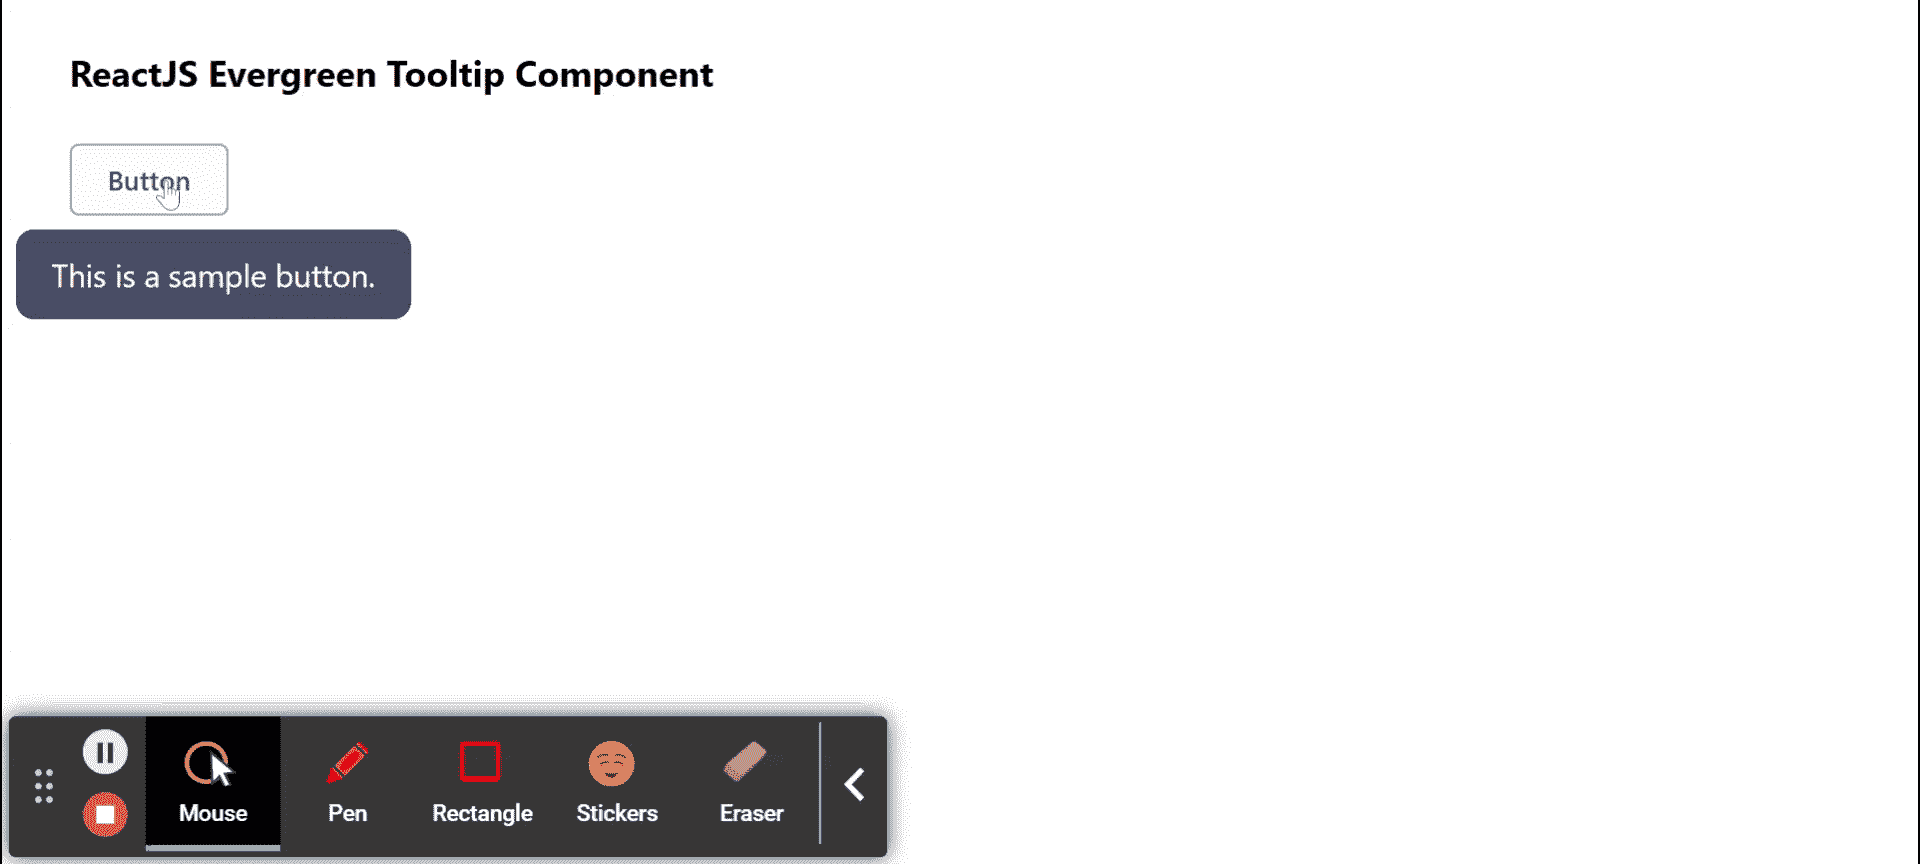 ReactJS Evergreen Tooltip Component
Button
This is a sample button.
Mouse Pen Rectangle Stickers Eraser